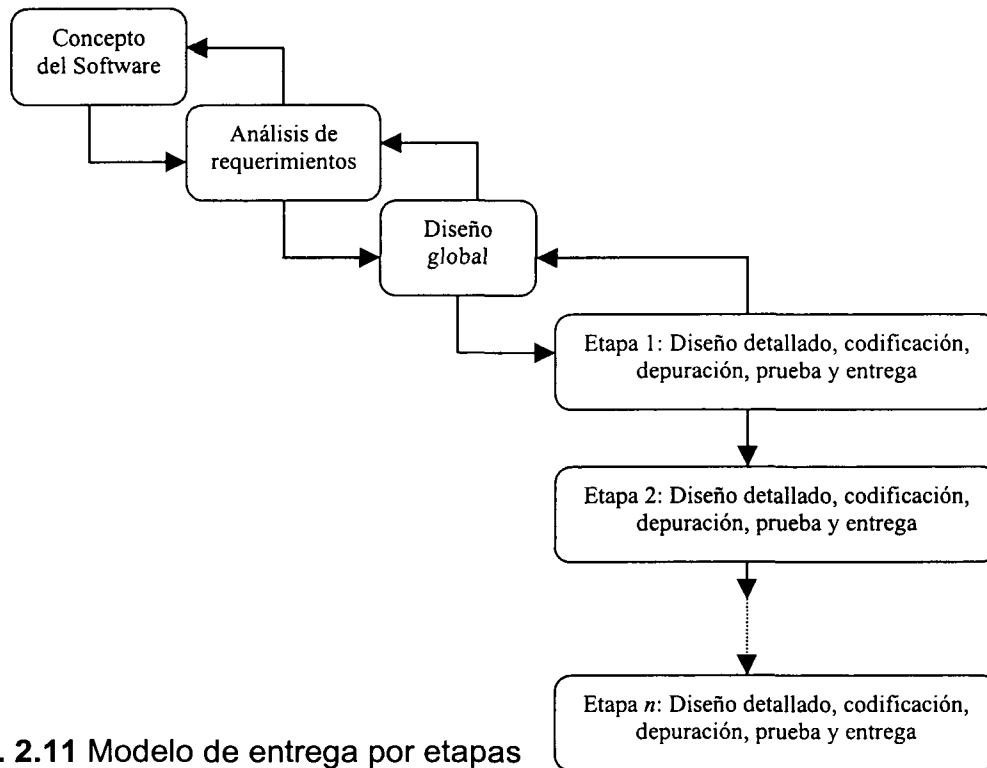 Concepto
del Software
Análisis de
requerimientos
Diseño
global
Etapa 1: Diseño detallado, codificación,
depuración, prueba y entrega
Etapa 2: Diseño detallado, codificación,
depuración, prueba y entrega
Etapa n: Diseño detallado, codificación,
depuración, prueba y entrega
. 2.11 Modelo de entrega por etapas